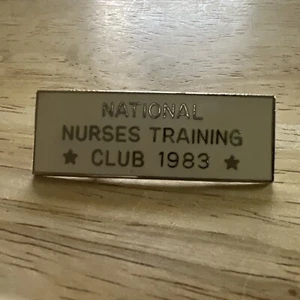 NATIONAL
NURSES TRAINING
★ CLUB 1983 ★